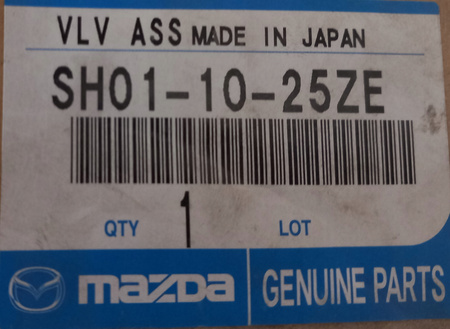 VLV ASS MADE IN JAPAN
SH01-10-25ZE
QTY 1 LOT
mazda GENUINE PARTS